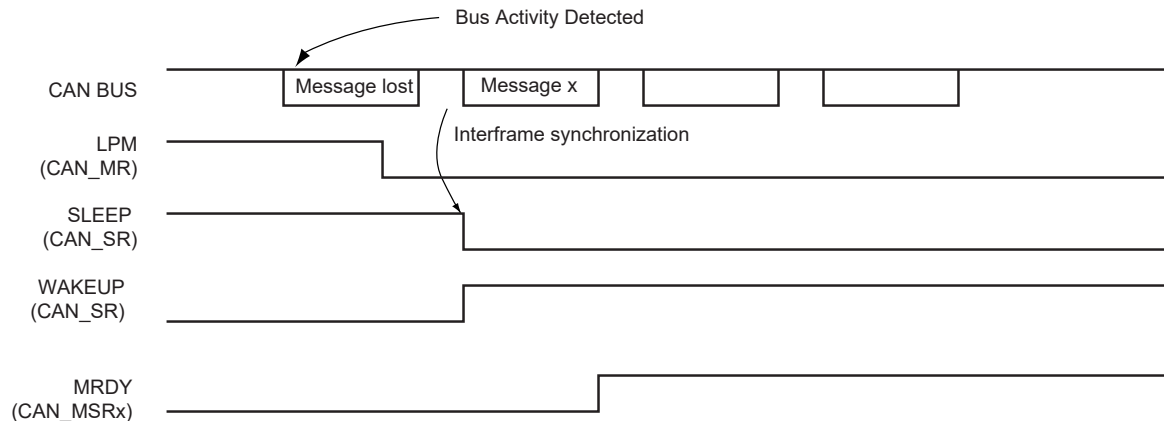 Bus Activity Detected
CAN BUS
Message lost
Message x
LPM
(CAN_MR)
Interframe synchronization
SLEEP
(CAN_SR)
WAKEUP
(CAN_SR)
MRDY
(CAN_MSRx)